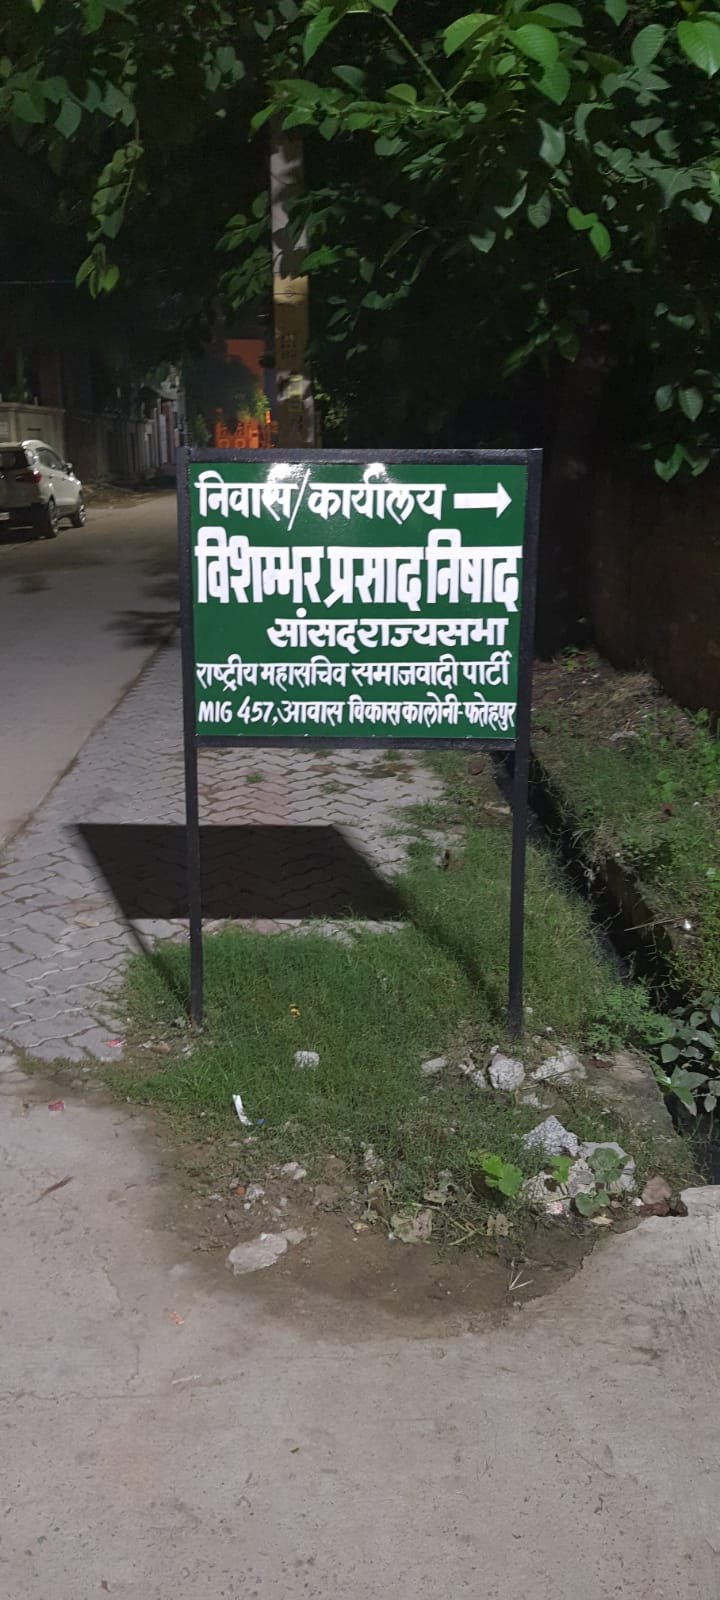 निवास/कार्यालय →
विशम्भर प्रसाद निषाद
सांसद राज्यसभा
राष्ट्रीय महासचिव समाजवादी पार्टी
MIG 457, आवास विकास कालोनी-फतेहपुर